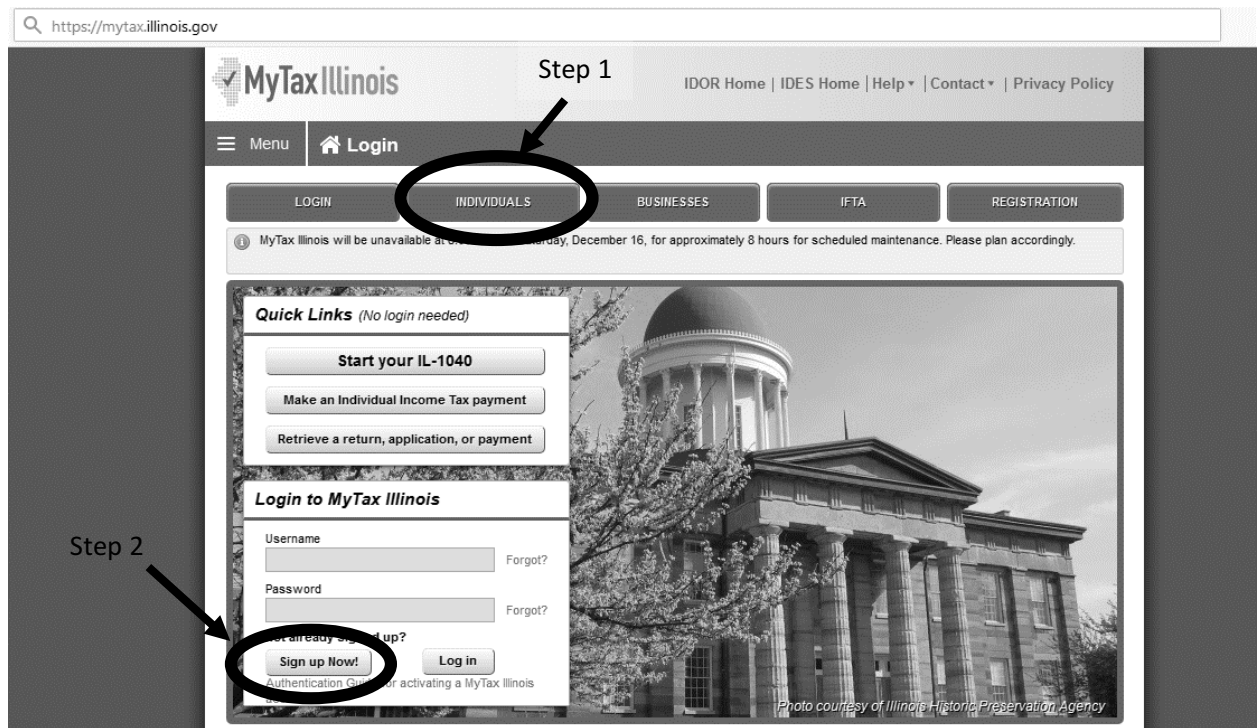 https://mytax.illinois.gov
MyTax Illinois
Step 1
IDOR Home | IDES Home | Help | Contact | Privacy Policy
Menu
Login
LOGIN
INDIVIDUALS
BUSINESSES
IFTA
REGISTRATION
MyTax Illinois will be unavailable at December 16, for approximately 8 hours for scheduled maintenance. Please plan accordingly.
Quick Links (No login needed)
Start your IL-1040
Make an Individual Income Tax payment
Retrieve a return, application, or payment
Login to MyTax Illinois
Step 2
Username
Forgot?
Password
Forgot?
already up?
Sign up Now!
Log in
Authentication activating a MyTax Illinois
Photo courtesy of Illinois Historic Preservation Agency